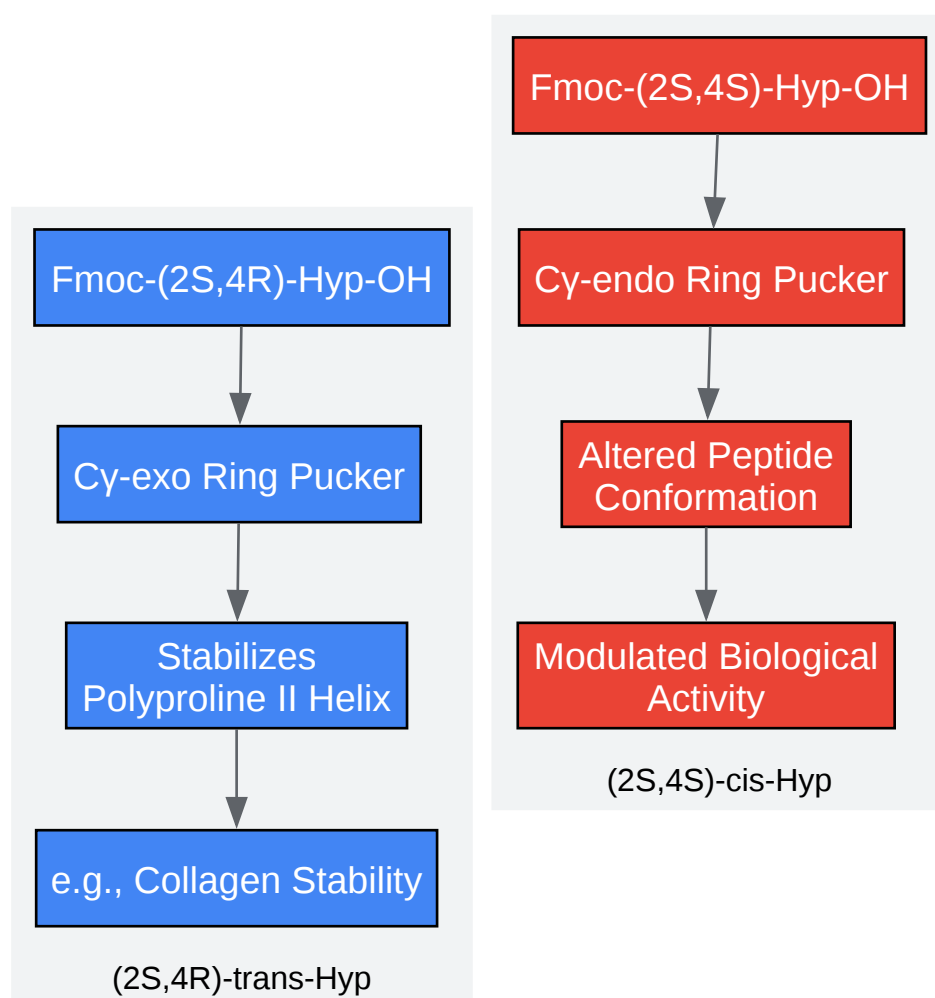 Fmoc-(2S,4R)-Hyp-OH
Cγ-exo Ring Pucker
Stabilizes
Polyproline II Helix
e.g., Collagen Stability
(2S,4R)-trans-Hyp
Fmoc-(2S,4S)-Hyp-OH
Cγ-endo Ring Pucker
Altered Peptide
Conformation
Modulated Biological
Activity
(2S,4S)-cis-Hyp